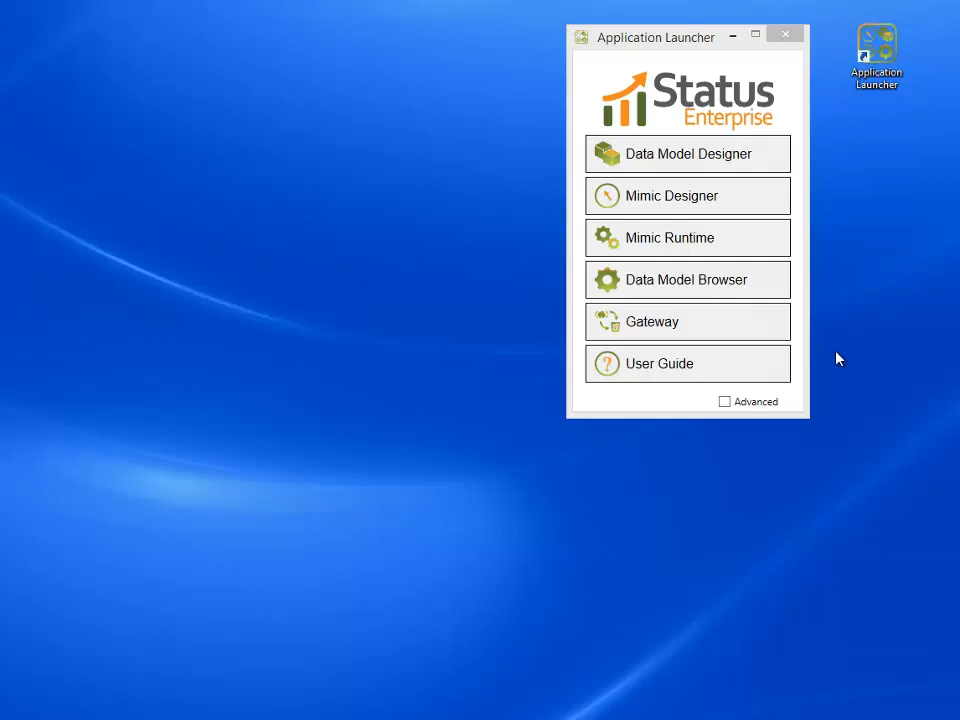 Application Launcher
Status
Enterprise
Data Model Designer
Mimic Designer
Mimic Runtime
Data Model Browser
Gateway
User Guide
Advanced
Application
Launcher